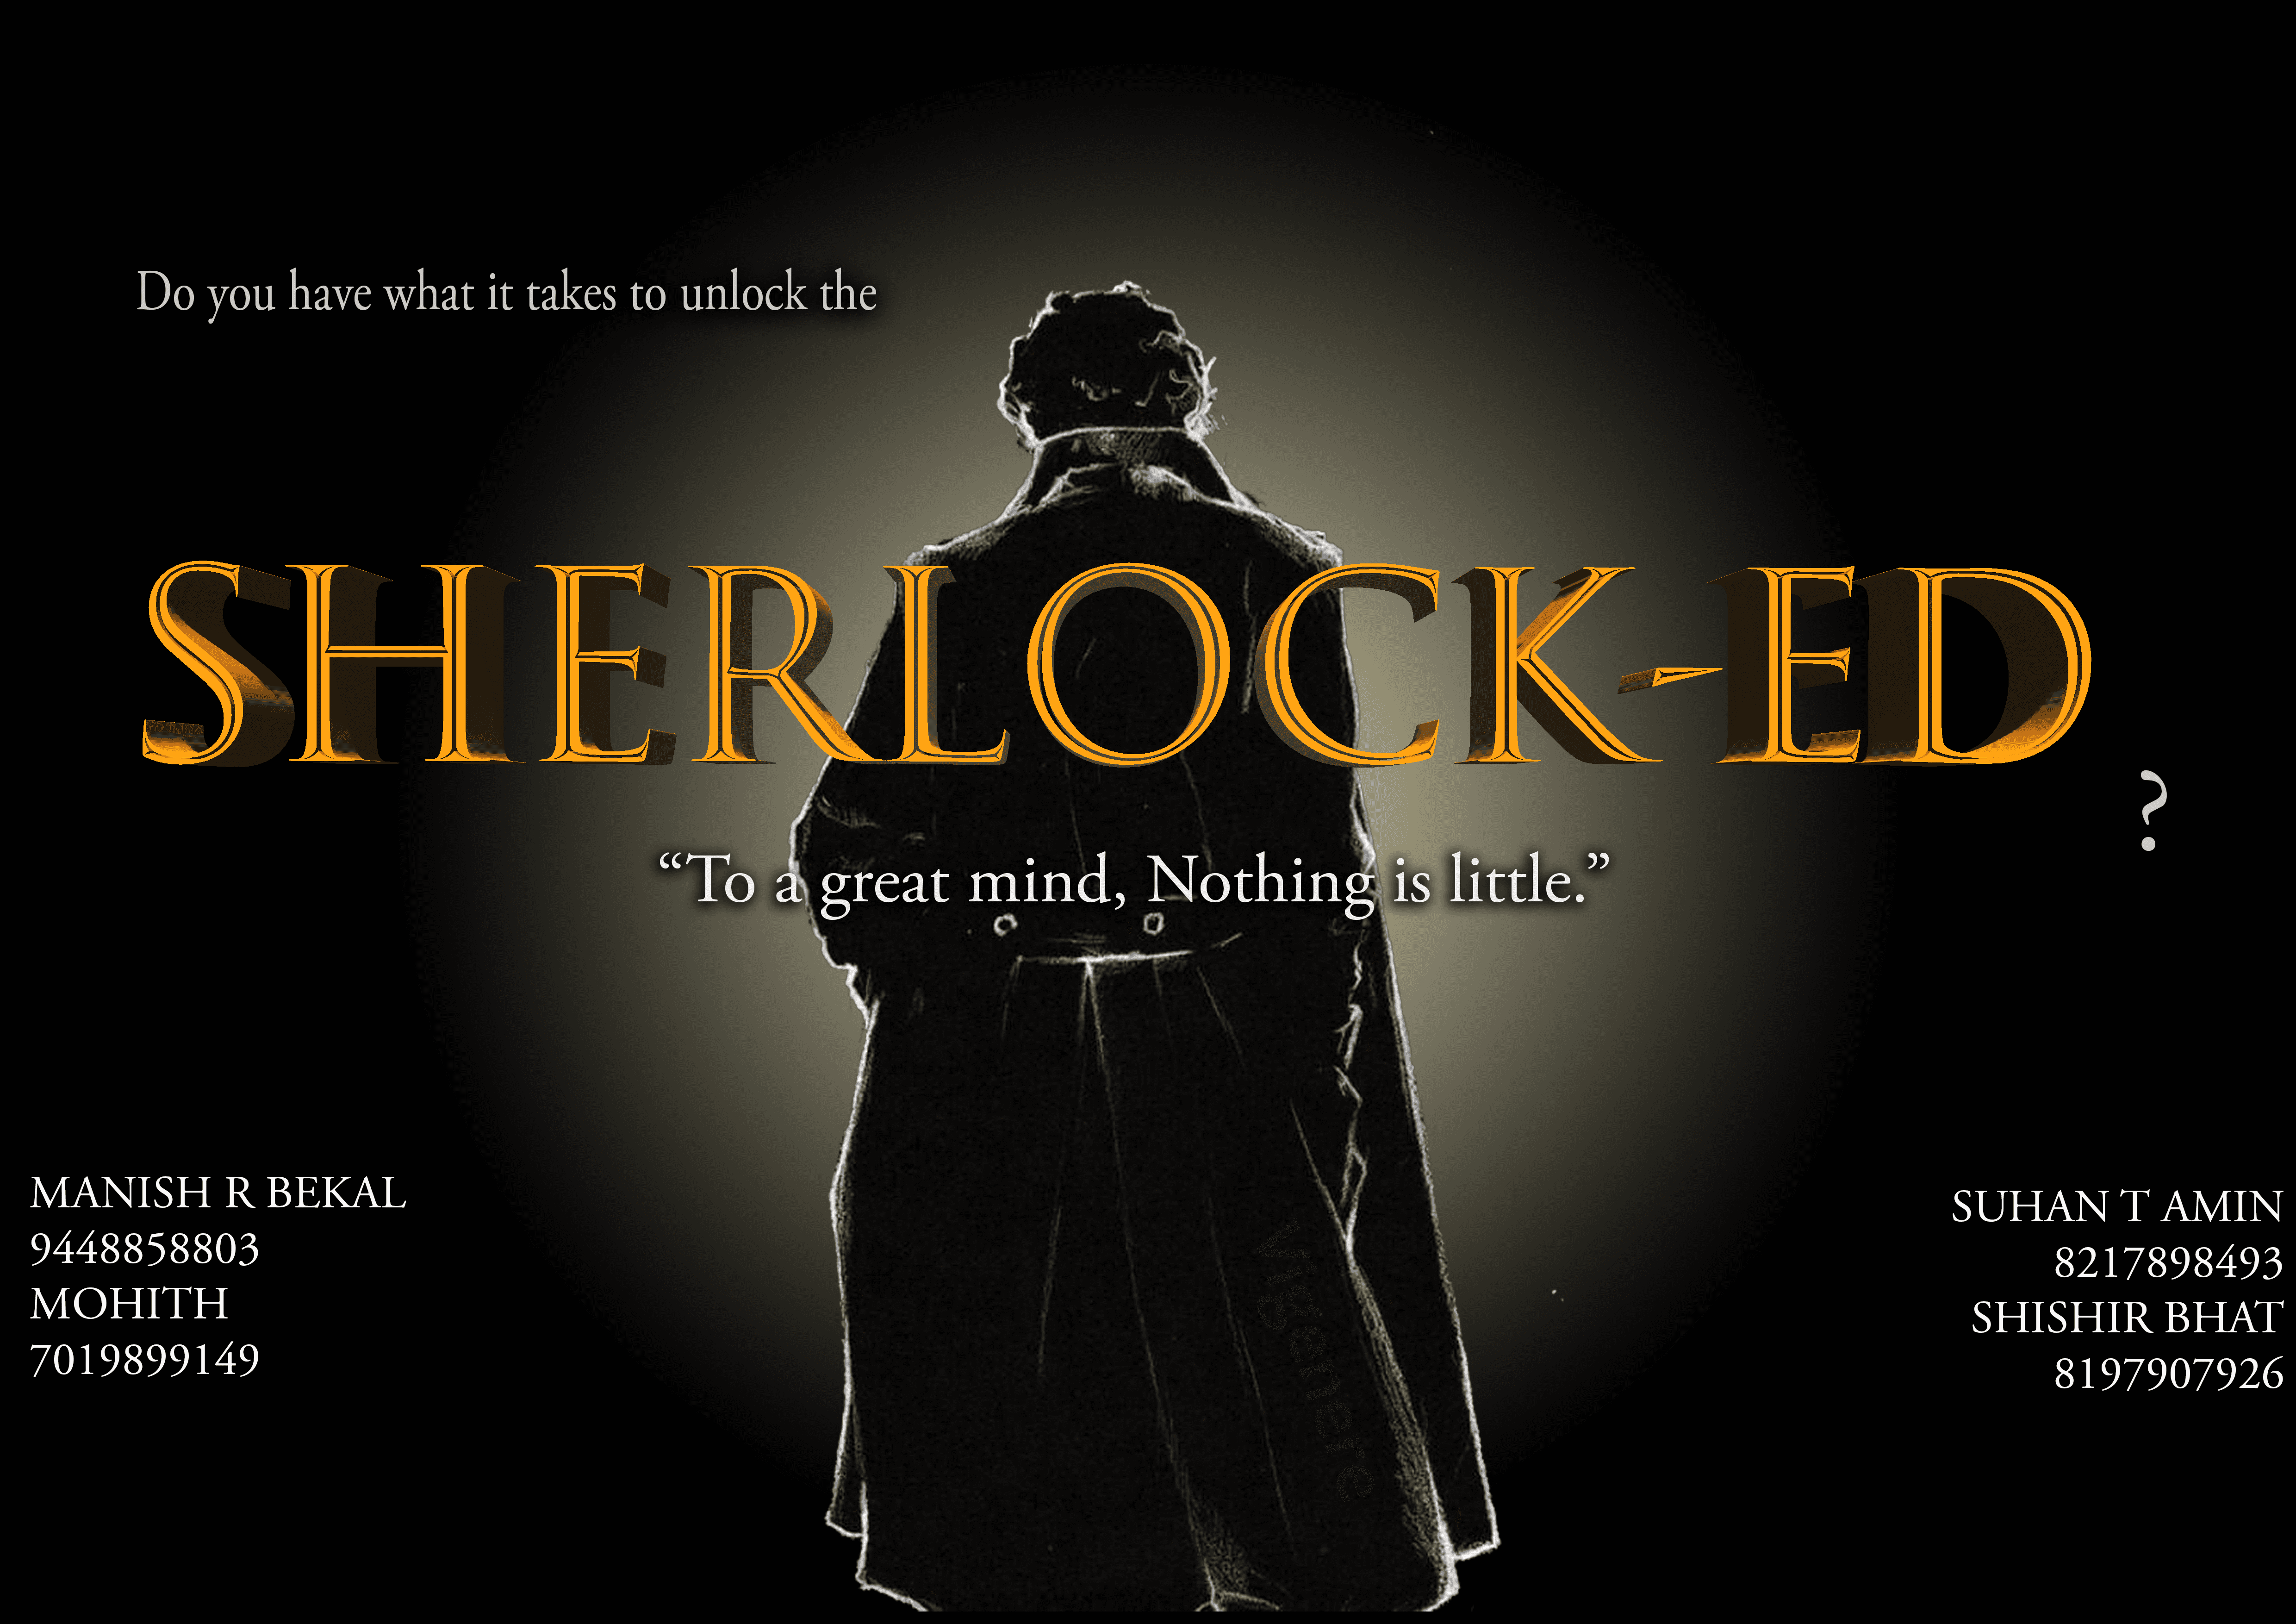 Do you have what it takes to unlock the
SHERLOCK-ED
?
“To a great mind, Nothing is little.”
MANISH R BEKAL
9448858803
MOHITH
7019899149
SUHAN T AMIN
8217898493
SHISHIR BHAT
8197907926
Vigenere